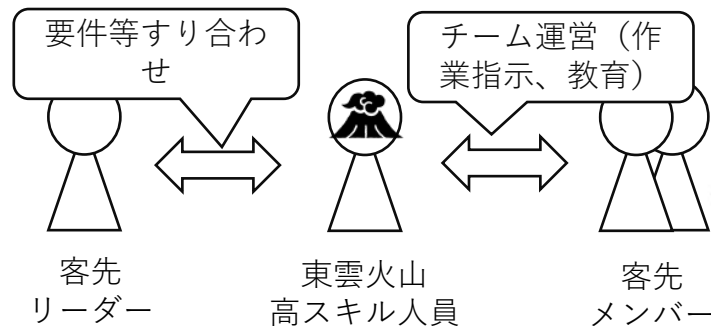 要件等すり合わ
せ
チーム運営（作
業指示、教育）
客先
リーダー
東雲火山
高スキル人員
客先
メンバー